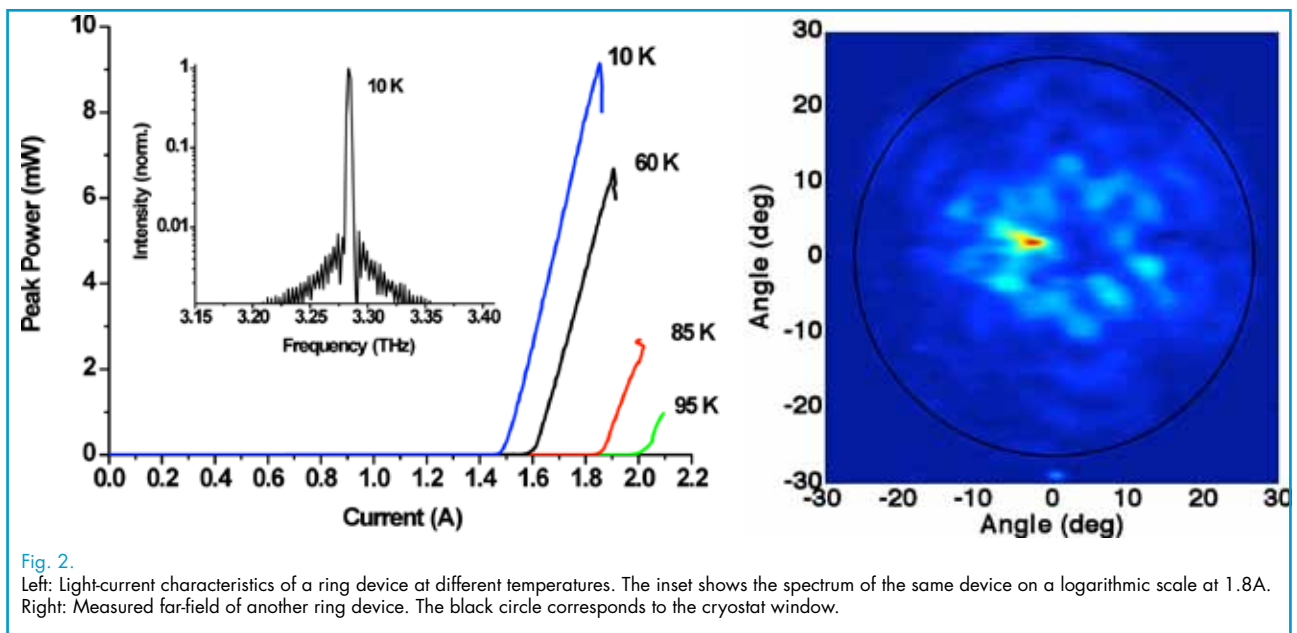 10
8
6
4
2
0
Peak Power (mW)
0.0 0.2 0.4 0.6 0.8 1.0 1.2 1.4 1.6 1.8 2.0 2.2
Current (A)
10 K
60 K
85 K
95 K
1
0.1
0.01
Intensity (norm.)
10 K
3.15 3.20 3.25 3.30 3.35 3.40
Frequency (THz)
30
20
10
0
-10
-20
-30
Angle (deg)
-30 -20 -10 0 10 20 30
Angle (deg)
Fig. 2.
Left: Light-current characteristics of a ring device at different temperatures. The inset shows the spectrum of the same device on a logarithmic scale at 1.8A.
Right: Measured far-field of another ring device. The black circle corresponds to the cryostat window.